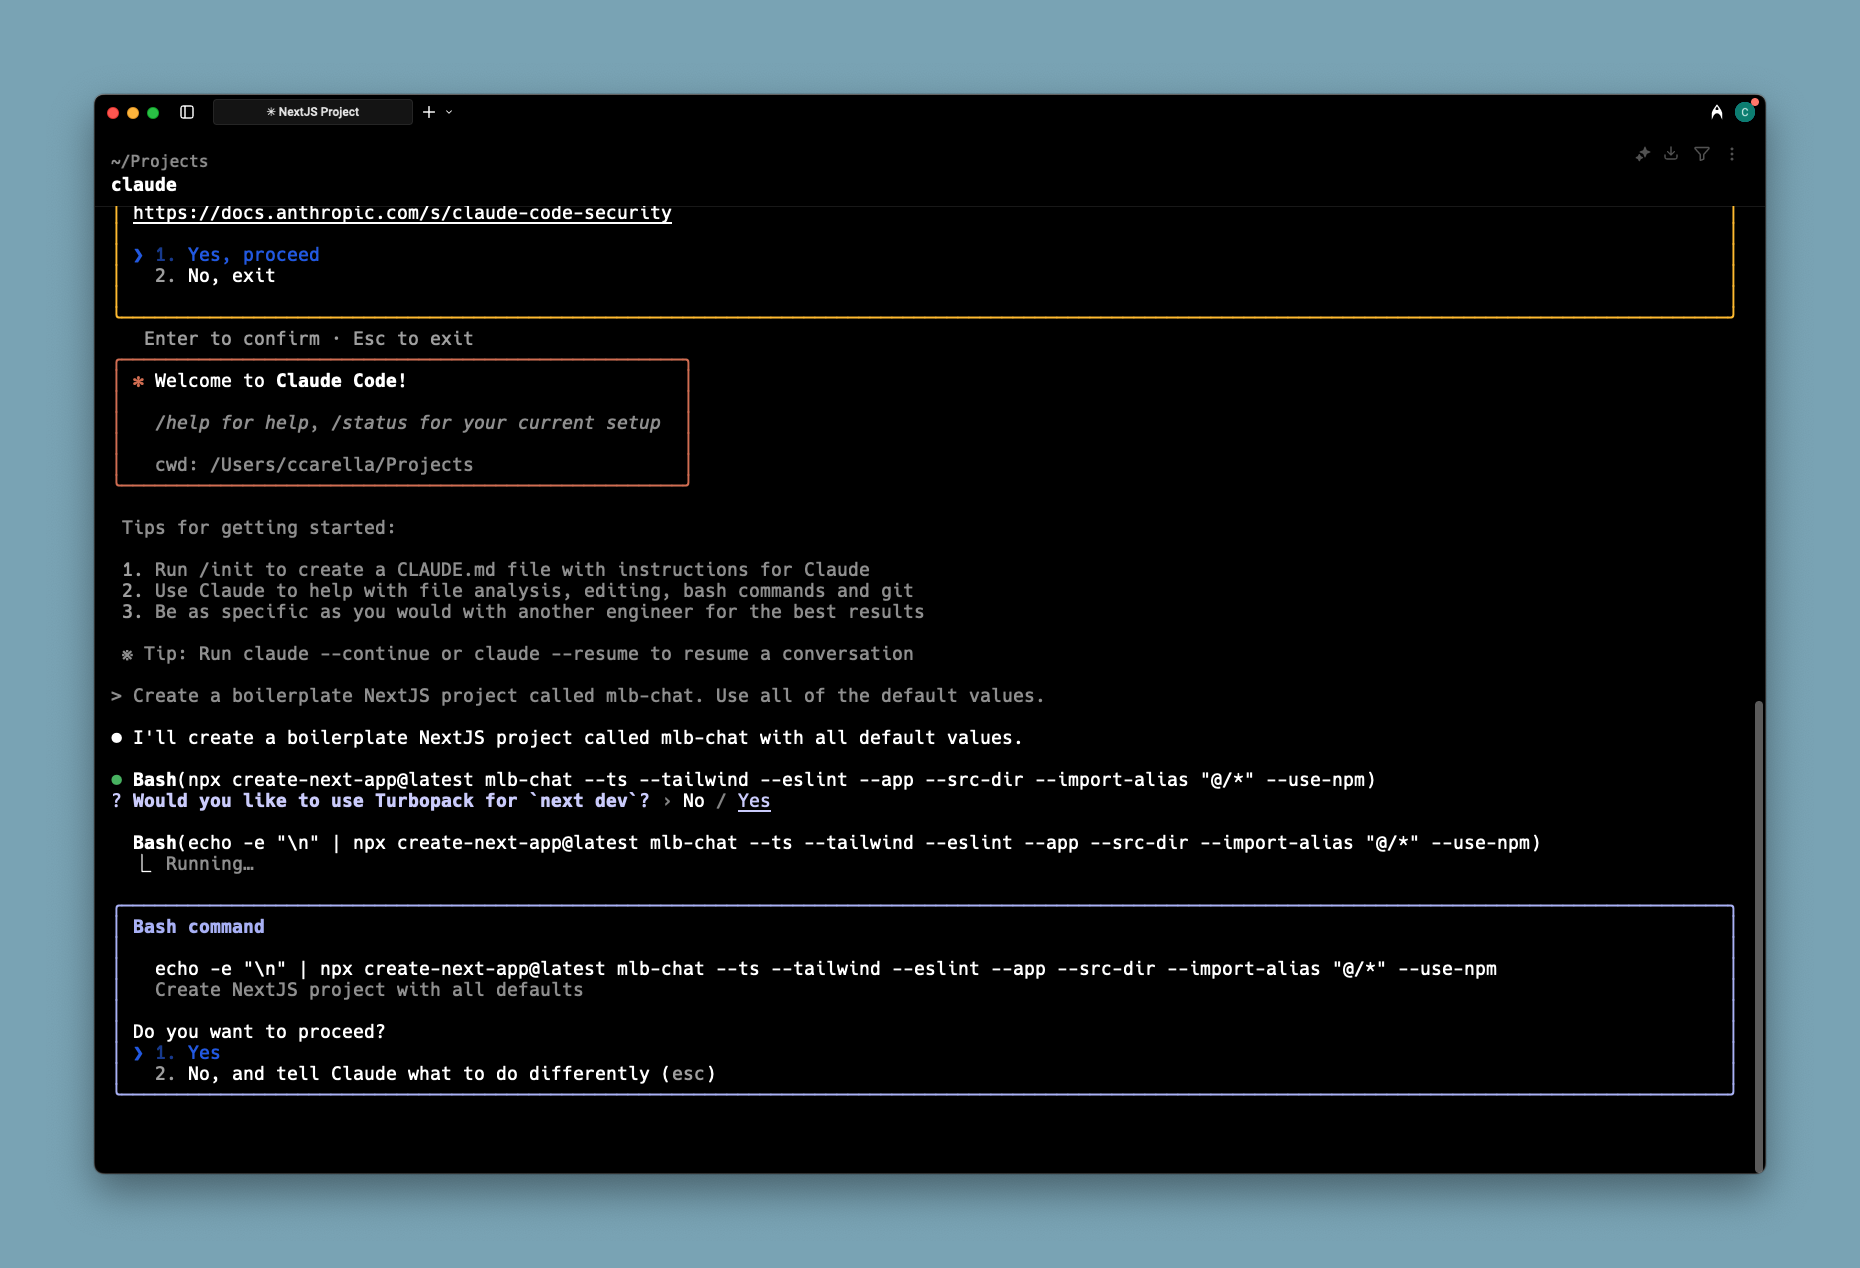 ✳ NextJS Project
C
~/Projects
claude
https://docs.anthropic.com/s/claude-code-security
❯ 1. Yes, proceed
2. No, exit
Enter to confirm · Esc to exit
✻ Welcome to Claude Code!
/help for help, /status for your current setup
cwd: /Users/ccarella/Projects
Tips for getting started:
1. Run /init to create a CLAUDE.md file with instructions for Claude
2. Use Claude to help with file analysis, editing, bash commands and git
3. Be as specific as you would with another engineer for the best results
※ Tip: Run claude --continue or claude --resume to resume a conversation
> Create a boilerplate NextJS project called mlb-chat. Use all of the default values.
● I'll create a boilerplate NextJS project called mlb-chat with all default values.
● Bash(npx create-next-app@latest mlb-chat --ts --tailwind --eslint --app --src-dir --import-alias "@/*" --use-npm)
? Would you like to use Turbopack for `next dev`? › No / Yes
Bash(echo -e "\n" | npx create-next-app@latest mlb-chat --ts --tailwind --eslint --app --src-dir --import-alias "@/*" --use-npm)
⎿ Running…
Bash command
echo -e "\n" | npx create-next-app@latest mlb-chat --ts --tailwind --eslint --app --src-dir --import-alias "@/*" --use-npm
Create NextJS project with all defaults
Do you want to proceed?
❯ 1. Yes
2. No, and tell Claude what to do differently (esc)